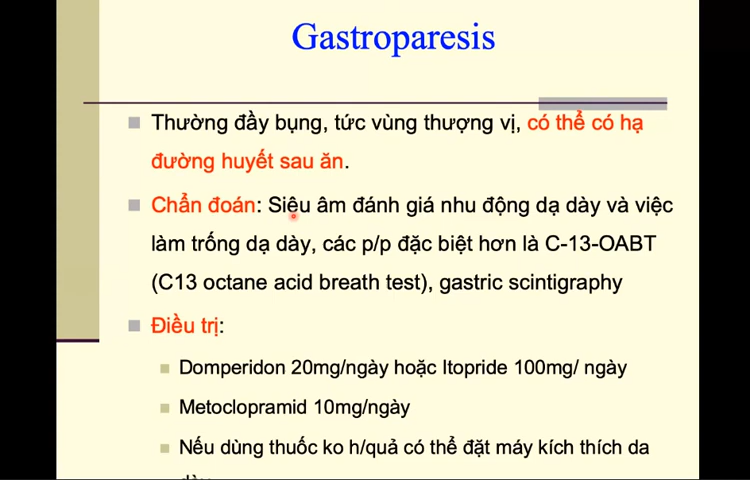 Gastroparesis
Thường đầy bụng, tức vùng thượng vị, có thể có hạ
đường huyết sau ăn.
Chẩn đoán: Siêu âm đánh giá nhu động dạ dày và việc
làm trống dạ dày, các p/p đặc biệt hơn là C-13-OABT
(C13 octane acid breath test), gastric scintigraphy
Điều trị:
Domperidon 20mg/ngày hoặc Itopride 100mg/ ngày
Metoclopramid 10mg/ngày
Nếu dùng thuốc ko h/quả có thể đặt máy kích thích da